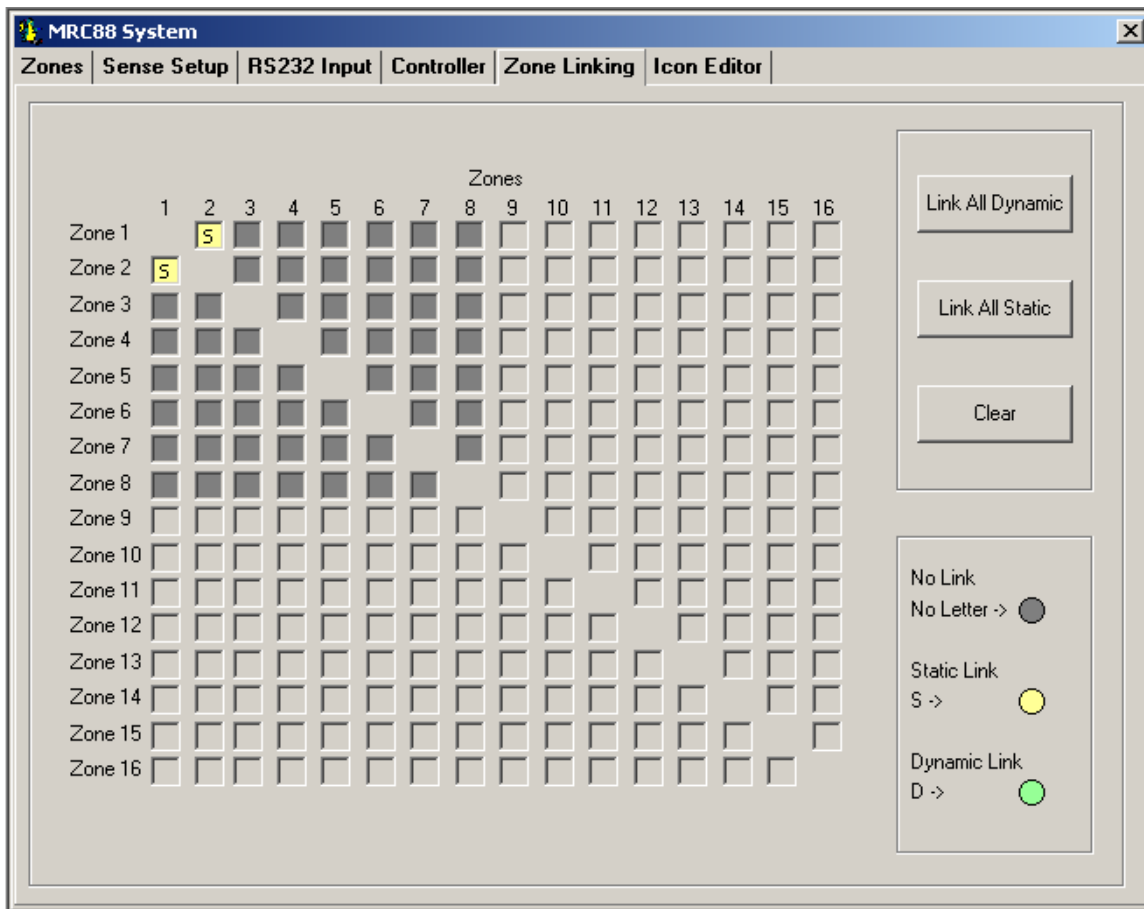 MRC88 System
Zones Sense Setup RS232 Input Controller Zone Linking Icon Editor
Zones
1 2 3 4 5 6 7 8 9 10 11 12 13 14 15 16
Zone 1 S
Zone 2 S
Zone 3
Zone 4
Zone 5
Zone 6
Zone 7
Zone 8
Zone 9
Zone 10
Zone 11
Zone 12
Zone 13
Zone 14
Zone 15
Zone 16
Link All Dynamic
Link All Static
Clear
No Link
No Letter ->
Static Link
S ->
Dynamic Link
D ->